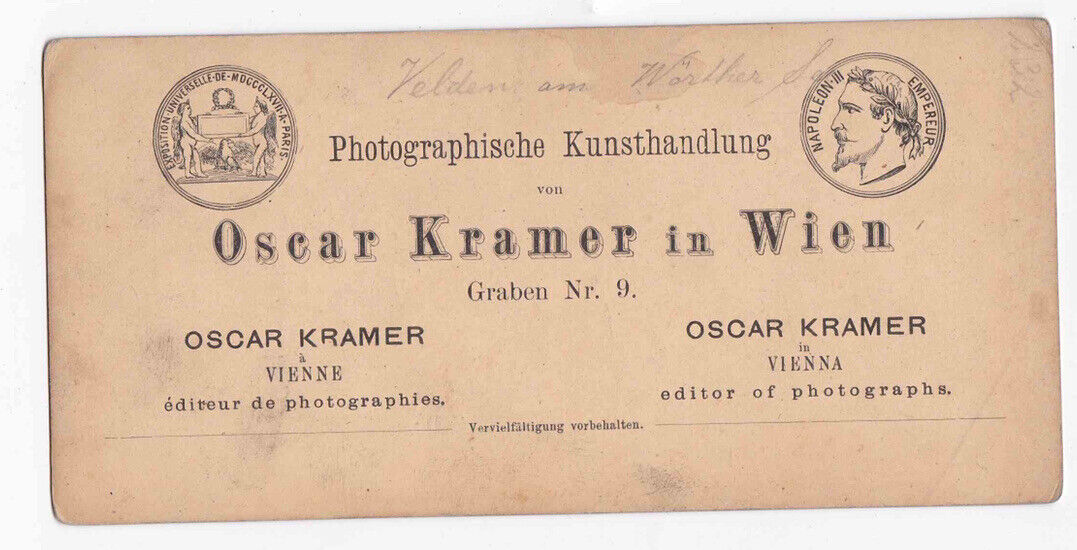 Velden am Wörther See
EXPOSITION·UNIVERSELLE·DE·MDCCCLXVII·A·PARIS
NAPOLEON·III EMPEREUR
Photographische Kunsthandlung
von
Oscar Kramer in Wien
Graben Nr. 9.
OSCAR KRAMER
à
VIENNE
éditeur de photographies.
OSCAR KRAMER
in
VIENNA
editor of photographs.
Vervielfältigung vorbehalten.